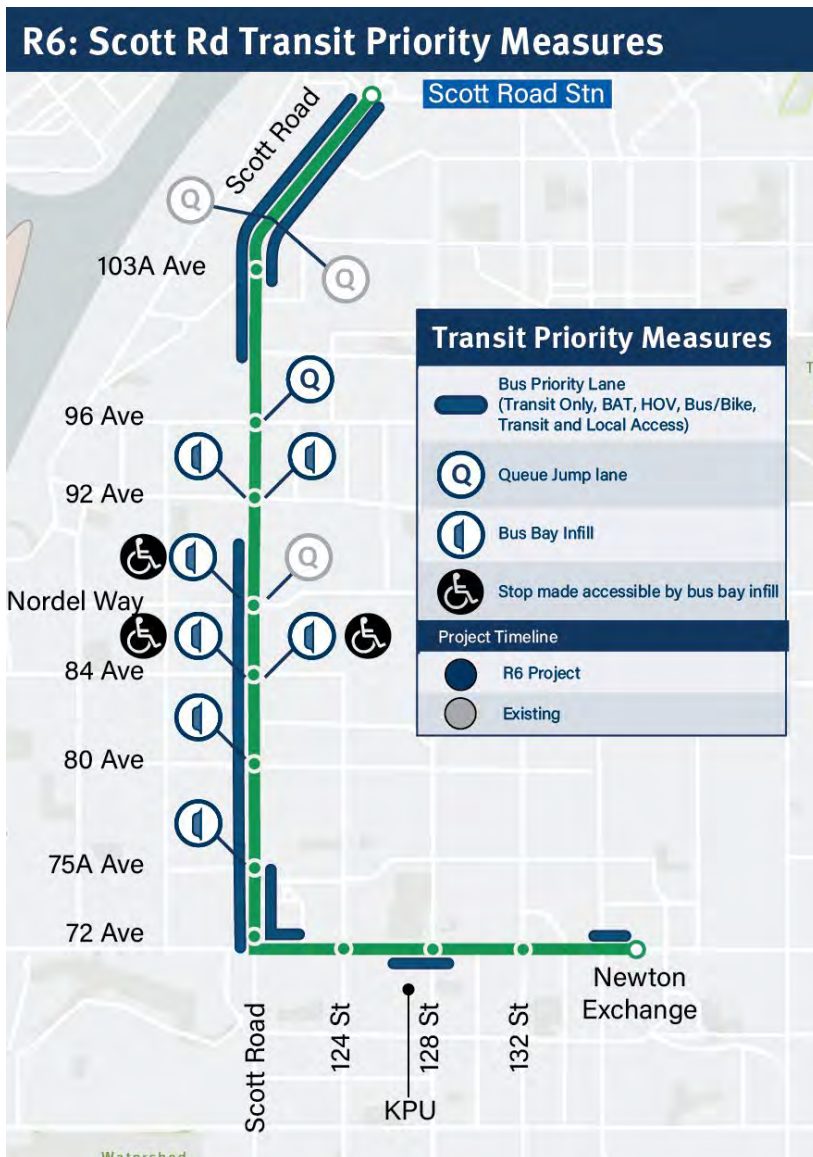 R6: Scott Rd Transit Priority Measures
Scott Road Stn
Scott Road
Q
Q
103A Ave
Transit Priority Measures
Bus Priority Lane
(Transit Only, BAT, HOV, Bus/Bike,
Transit and Local Access)
Q Queue Jump lane
Bus Bay Infill
Stop made accessible by bus bay infill
Project Timeline
R6 Project
Existing
Q
96 Ave
92 Ave
Q
Nordel Way
84 Ave
80 Ave
75A Ave
72 Ave
Newton
Exchange
Scott Road
124 St
128 St
132 St
KPU